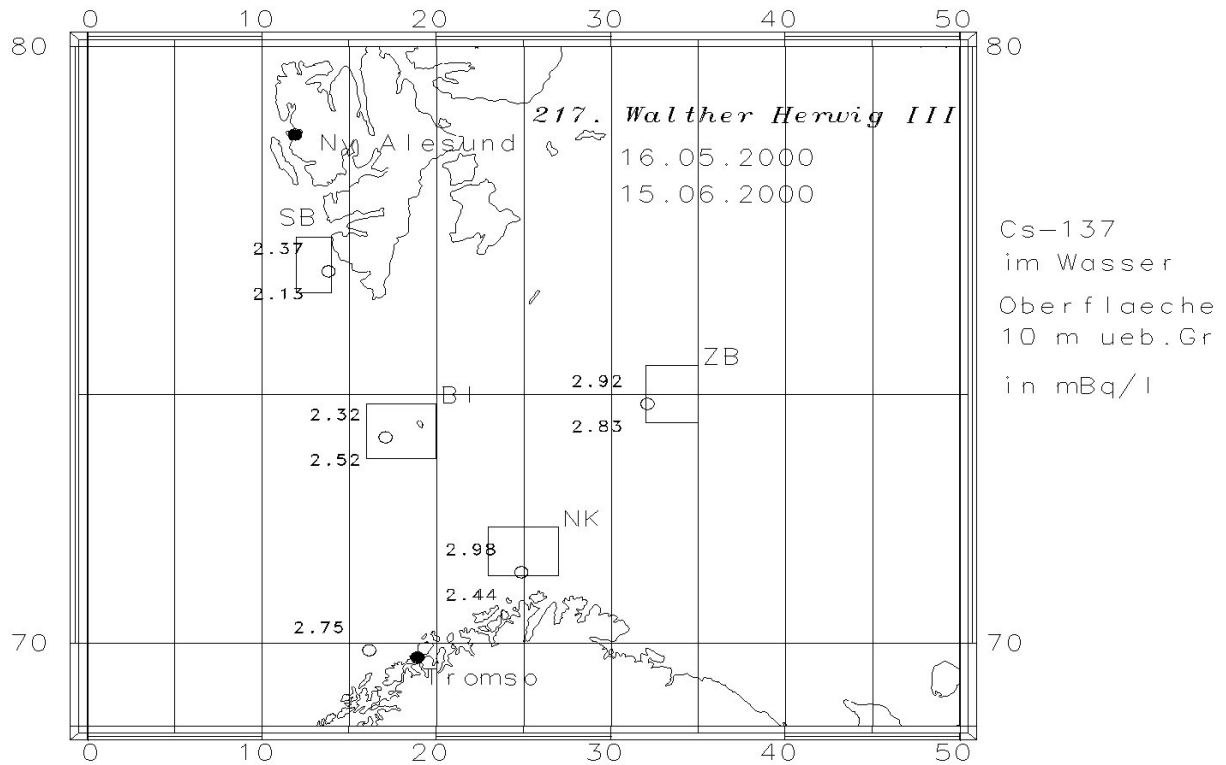 0 10 20 30 40 50
80 80
217. Walther Herwig III
Ny Alesund
16.05.2000
15.06.2000
SB
2.37
2.13
Cs-137
im Wasser
Oberflaeche
10 m ueb.Gr
in mBq/l
ZB
2.92
2.83
BI
2.32
2.52
NK
2.98
2.44
2.75
70 70
Tromso
0 10 20 30 40 50